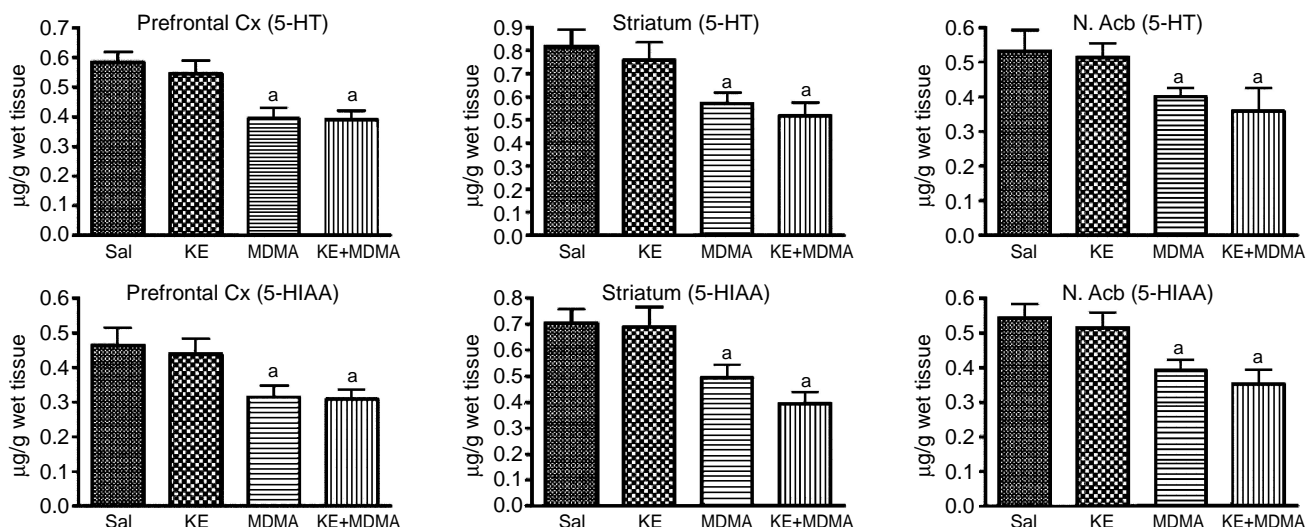 Prefrontal Cx (5-HT)
µg/g wet tissue
0.7
0.6
0.5
0.4
0.3
0.2
0.1
0.0
a
a
Sal KE MDMA KE+MDMA
Striatum (5-HT)
µg/g wet tissue
0.9
0.8
0.7
0.6
0.5
0.4
0.3
0.2
0.1
0.0
a
a
Sal KE MDMA KE+MDMA
N. Acb (5-HT)
µg/g wet tissue
0.6
0.5
0.4
0.3
0.2
0.1
0.0
a
a
Sal KE MDMA KE+MDMA
Prefrontal Cx (5-HIAA)
µg/g wet tissue
0.6
0.5
0.4
0.3
0.2
0.1
0.0
a
a
Sal KE MDMA KE+MDMA
Striatum (5-HIAA)
µg/g wet tissue
0.8
0.7
0.6
0.5
0.4
0.3
0.2
0.1
0.0
a
a
Sal KE MDMA KE+MDMA
N. Acb (5-HIAA)
µg/g wet tissue
0.6
0.5
0.4
0.3
0.2
0.1
0.0
a
a
Sal KE MDMA KE+MDMA